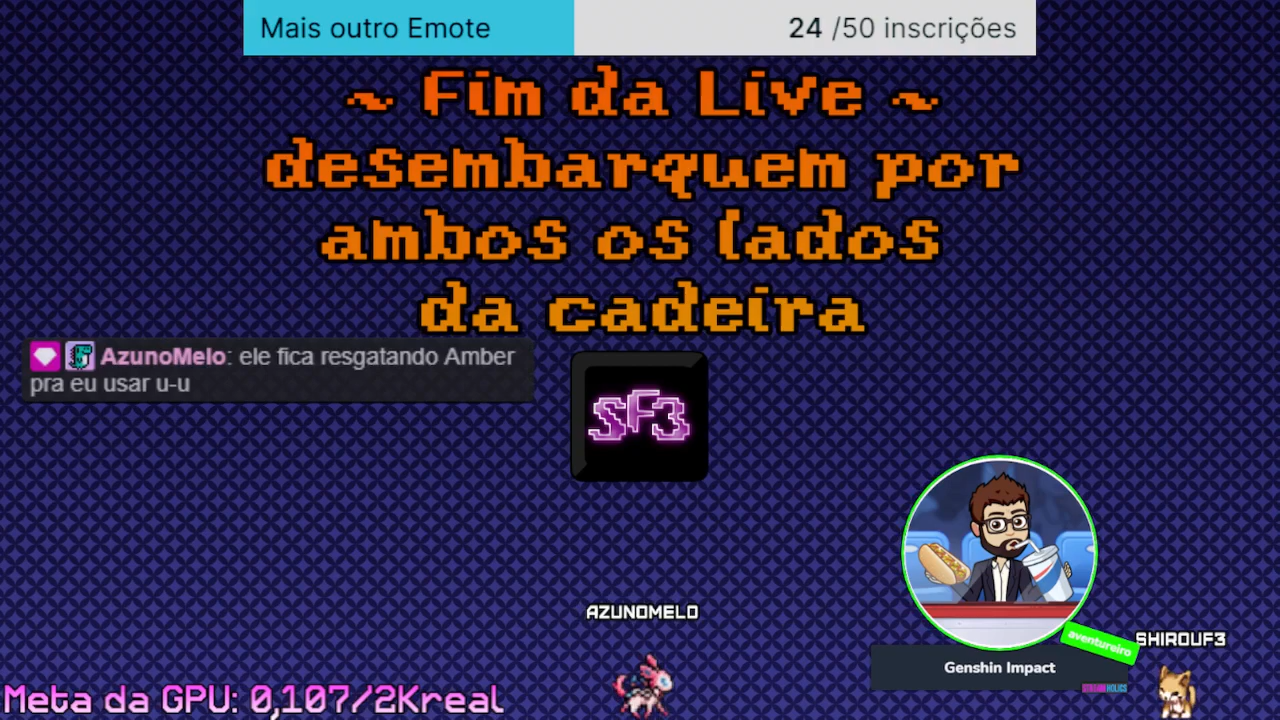 Mais outro Emote
24 /50 inscrições
~ Fim da Live ~
desembarquem por
ambos os lados
da cadeira
AzunoMelo: ele fica resgatando Amber
pra eu usar u-u
SF3
AZUNOMELO
aventureiro
SHIROUF3
Genshin Impact
STREAMHOLICS
Meta da GPU: 0,107/2Kreal